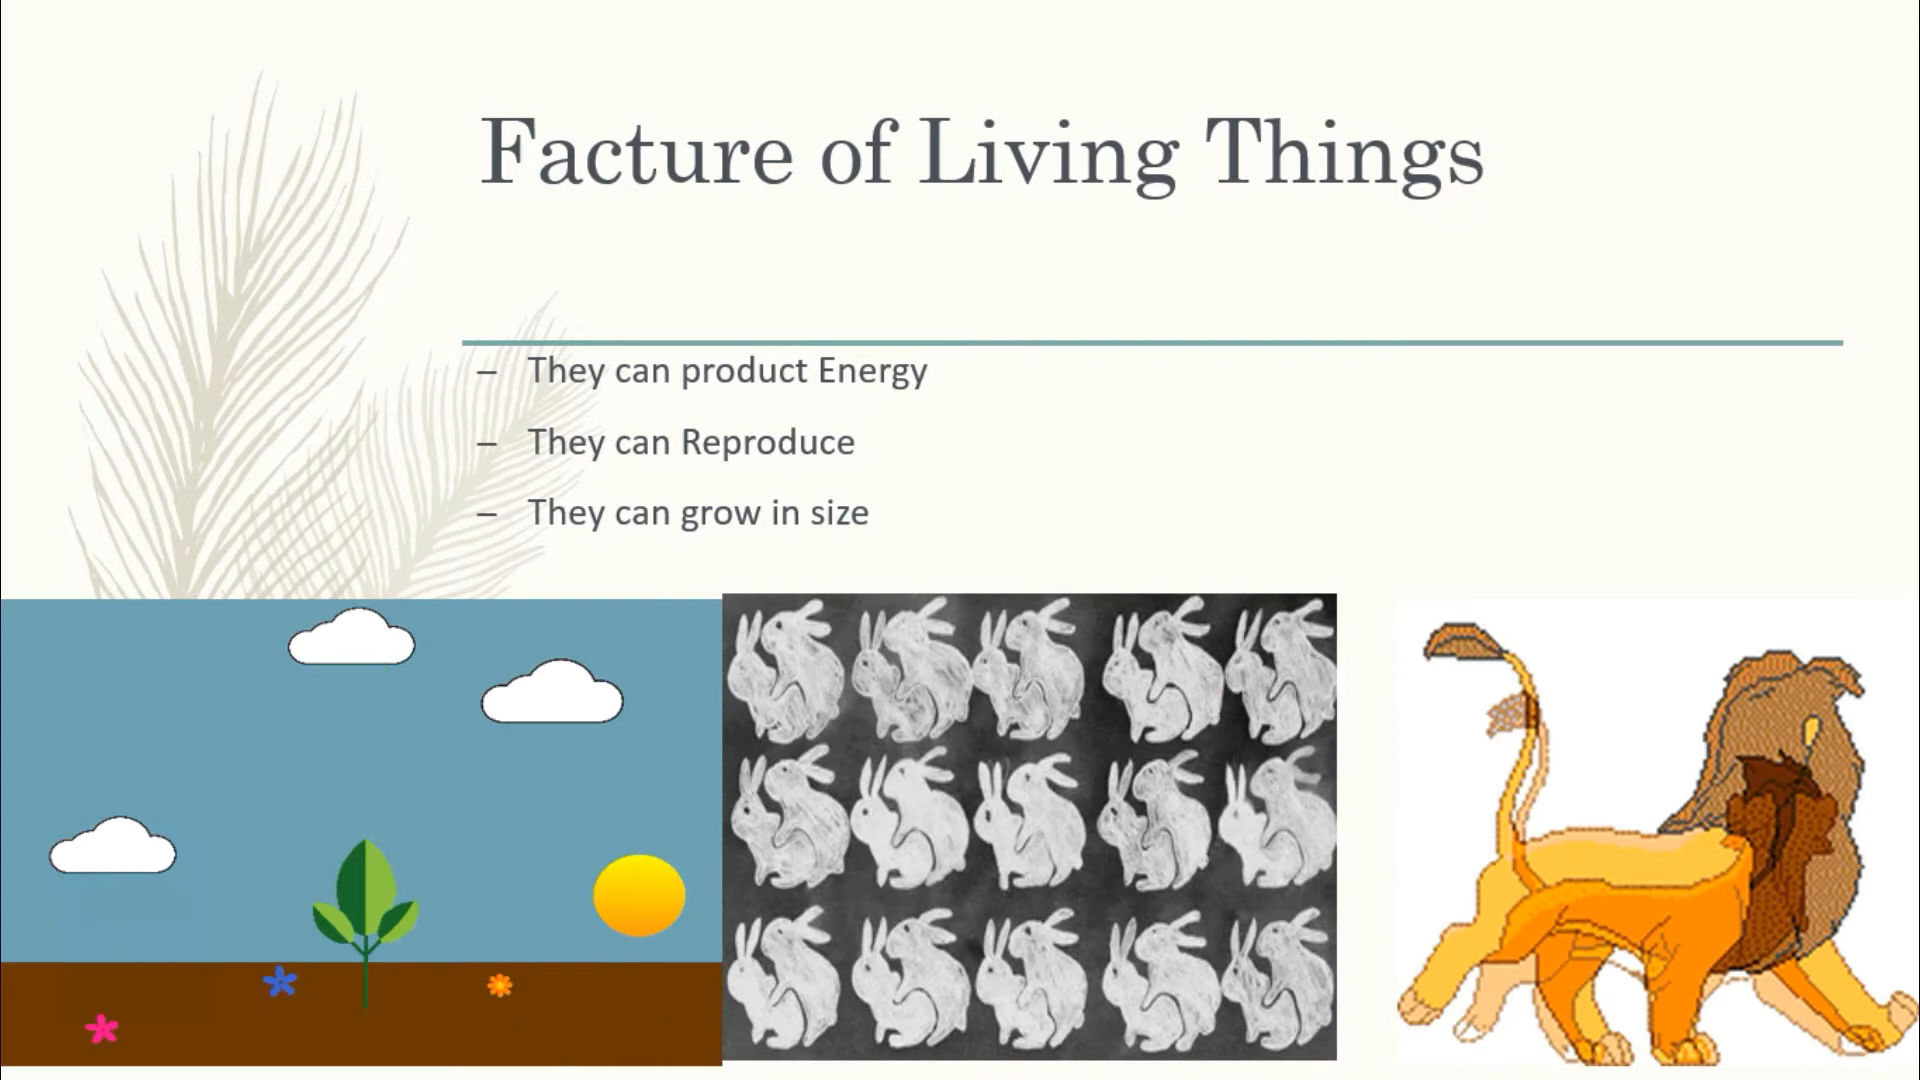 Facture of Living Things
– They can product Energy
– They can Reproduce
– They can grow in size